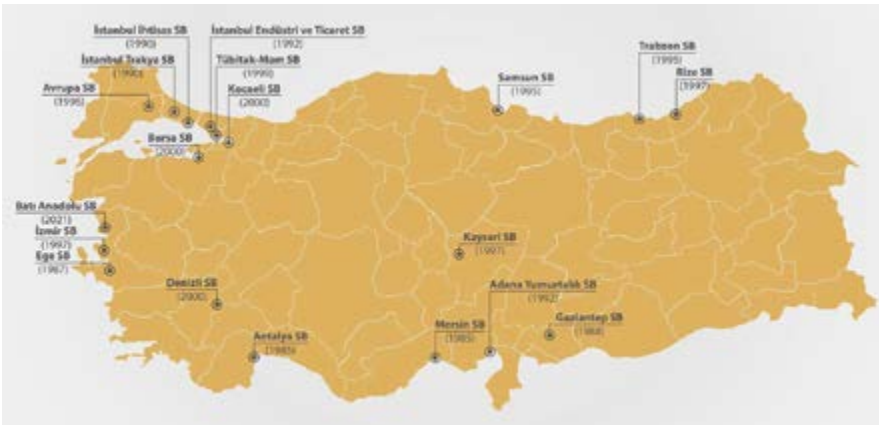 İstanbul İhtisas SB
(1990)
İstanbul Endüstri ve Ticaret SB
(1992)
İstanbul Trakya SB
(1990)
Tübitak-Mam SB
(1999)
Avrupa SB
(1996)
Kocaeli SB
(2000)
Bursa SB
(2000)
Samsun SB
(1995)
Trabzon SB
(1995)
Rize SB
(1997)
Batı Anadolu SB
(2021)
İzmir SB
(1997)
Ege SB
(1987)
Denizli SB
(2000)
Antalya SB
(1985)
Kayseri SB
(1997)
Mersin SB
(1985)
Adana Yumurtalık SB
(1992)
Gaziantep SB